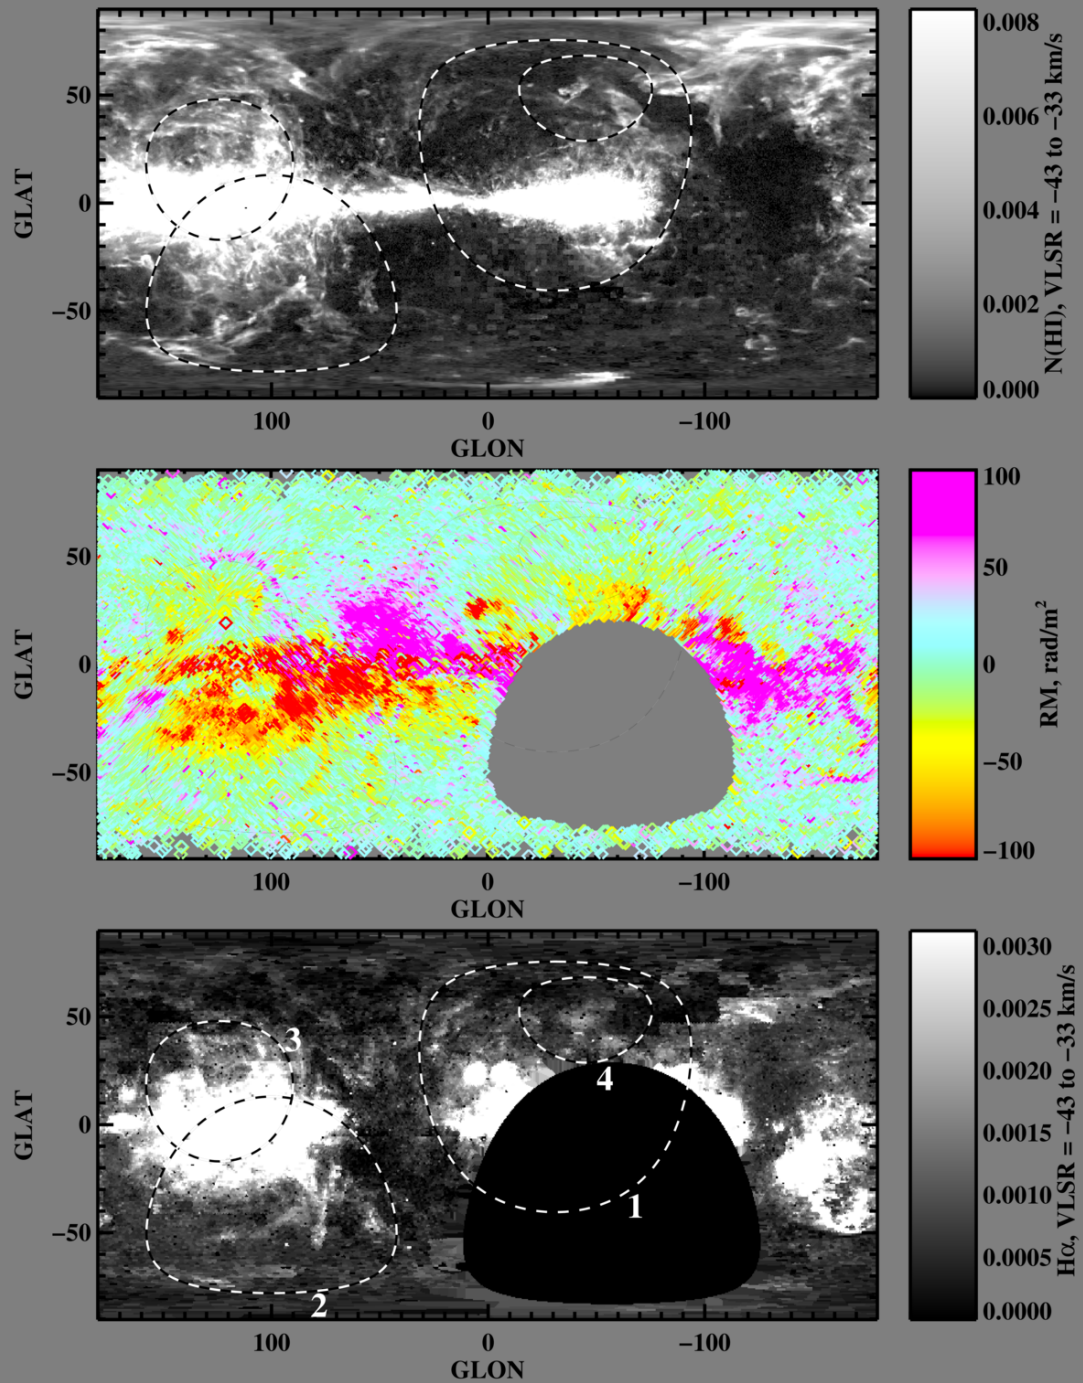 0.008
0.006
0.004
0.002
0.000
N(HI), VLSR = −43 to −33 km/s
GLAT
50
0
−50
100 0 −100
GLON
100
50
0
−50
−100
RM, rad/m²
GLAT
50
0
−50
100 0 −100
GLON
0.0030
0.0025
0.0020
0.0015
0.0010
0.0005
0.0000
Hα, VLSR = −43 to −33 km/s
GLAT
50
0
−50
3
4
1
2
100 0 −100
GLON